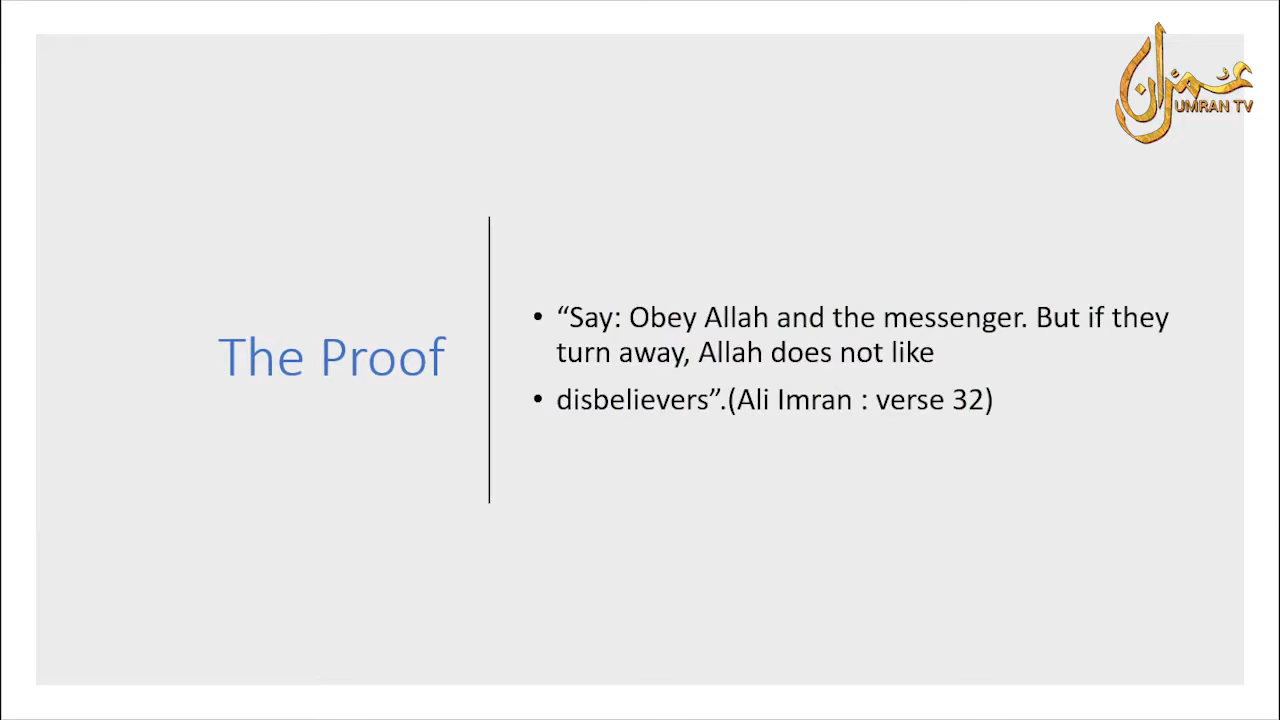 عمران
UMRAN TV
The Proof
• “Say: Obey Allah and the messenger. But if they
turn away, Allah does not like
• disbelievers”.(Ali Imran : verse 32)